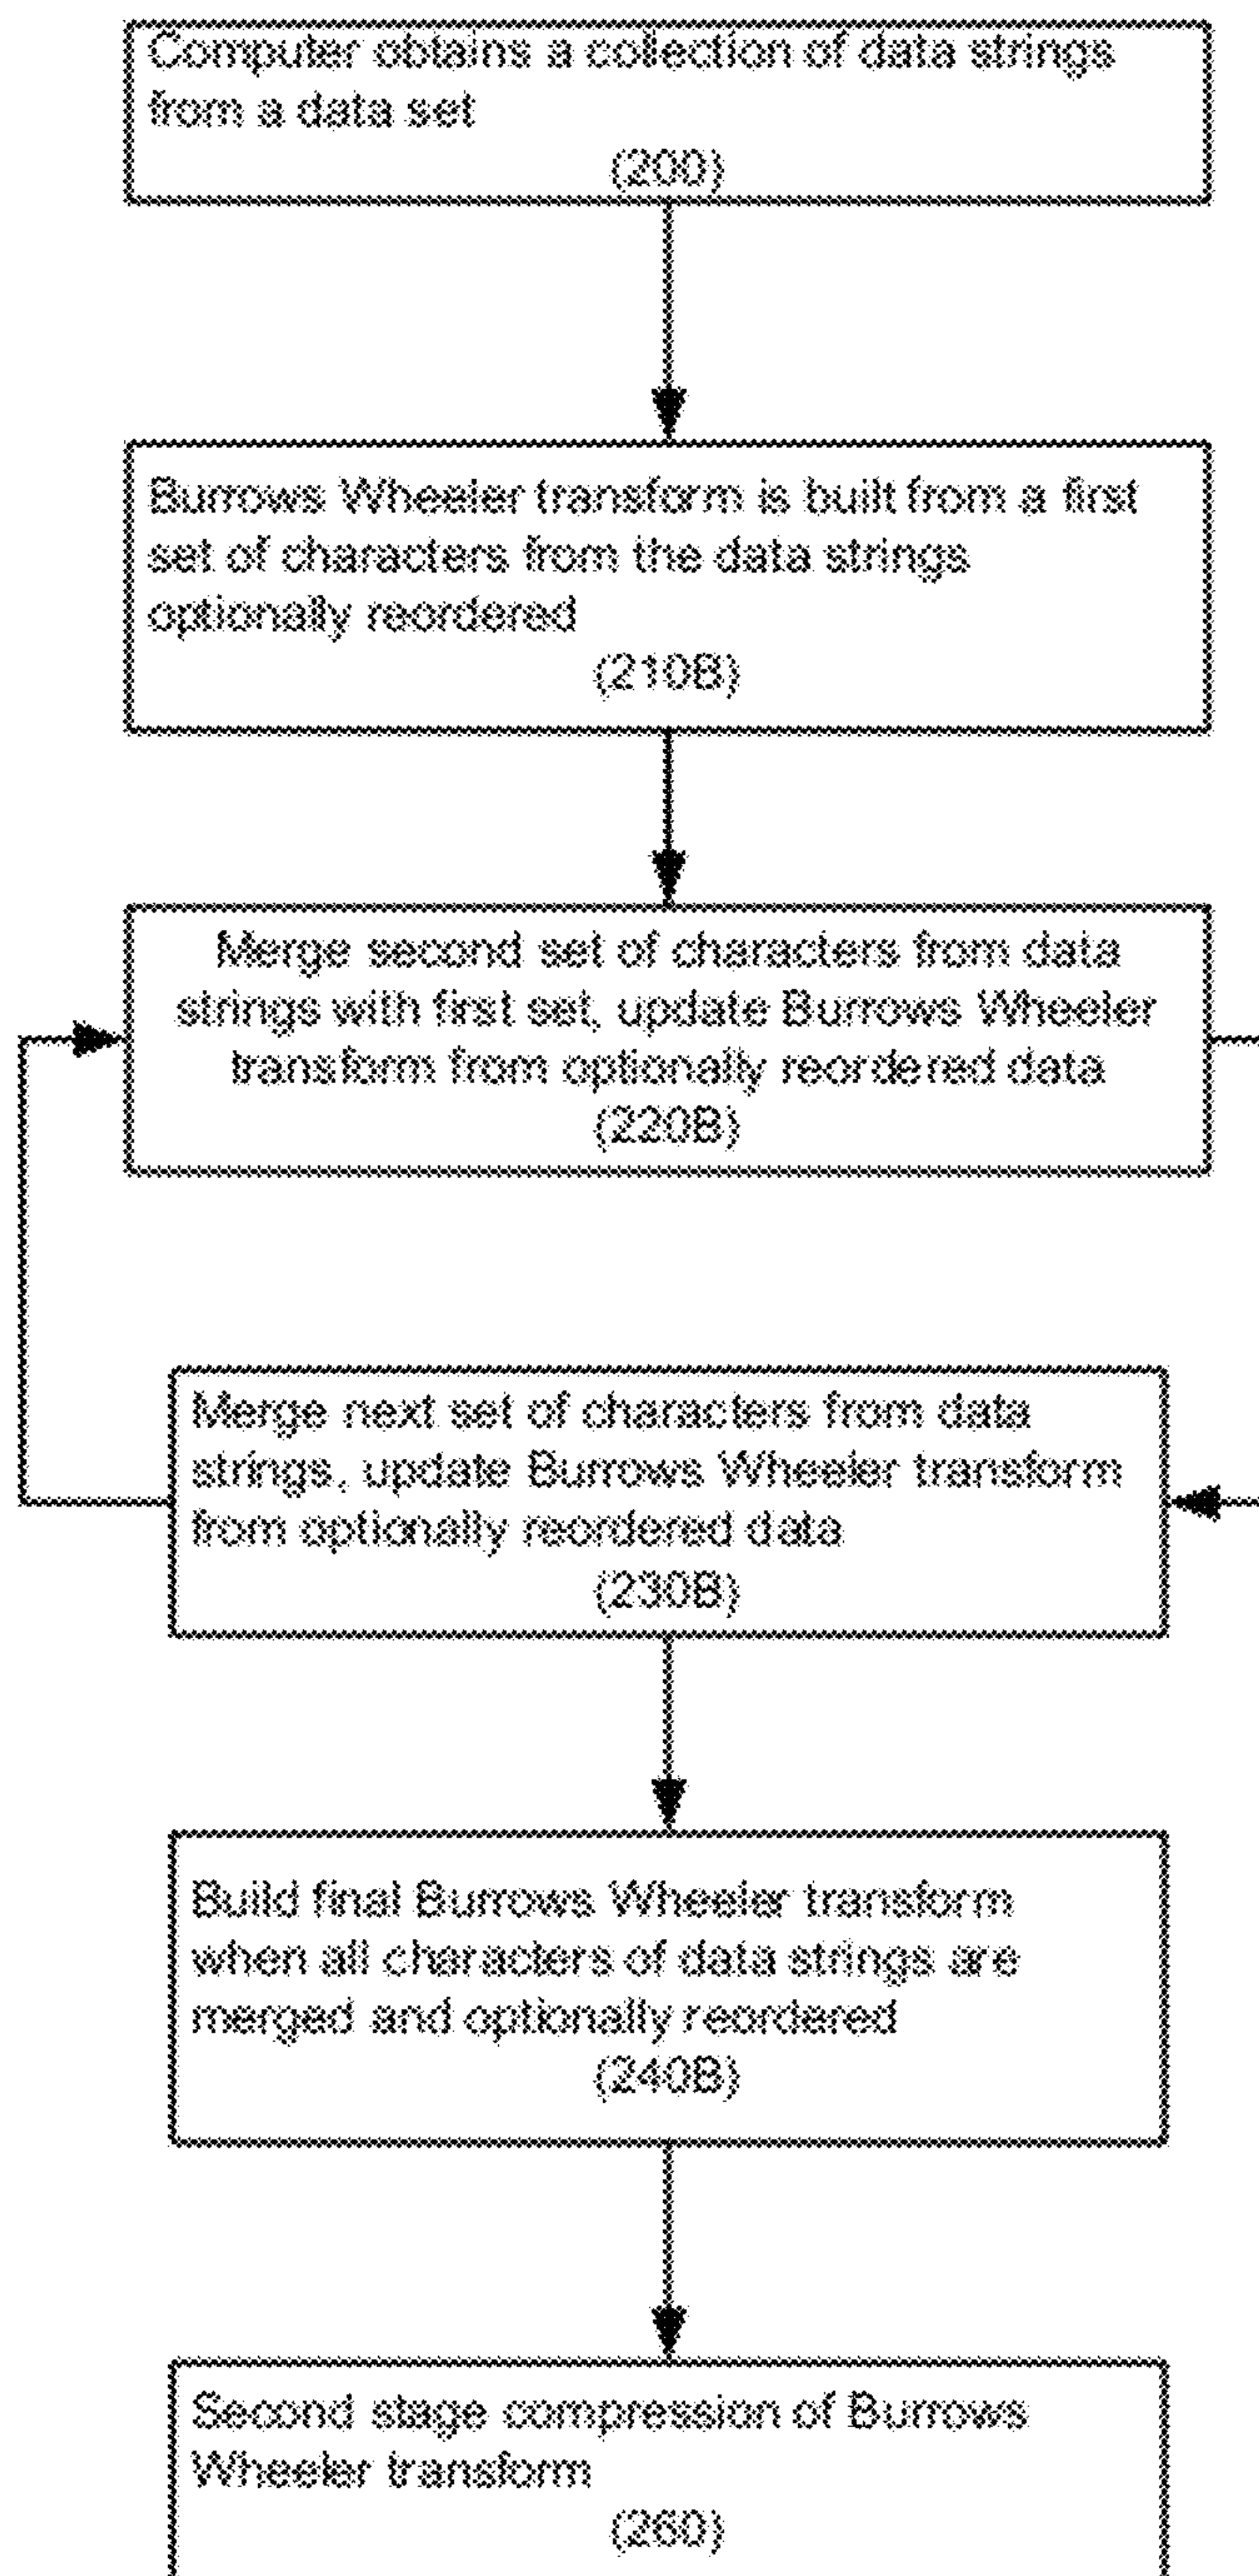 Computer obtains a collection of data strings
from a data set
(200)
Burrows Wheeler transform is built from a first
set of characters from the data strings
optionally reordered
(210B)
Merge second set of characters from data
strings with first set, update Burrows Wheeler
transform from optionally reordered data
(220B)
Merge next set of characters from data
strings, update Burrows Wheeler transform
from optionally reordered data
(230B)
Build final Burrows Wheeler transform
when all characters of data strings are
merged and optionally reordered
(240B)
Second stage compression of Burrows
Wheeler transform
(260)